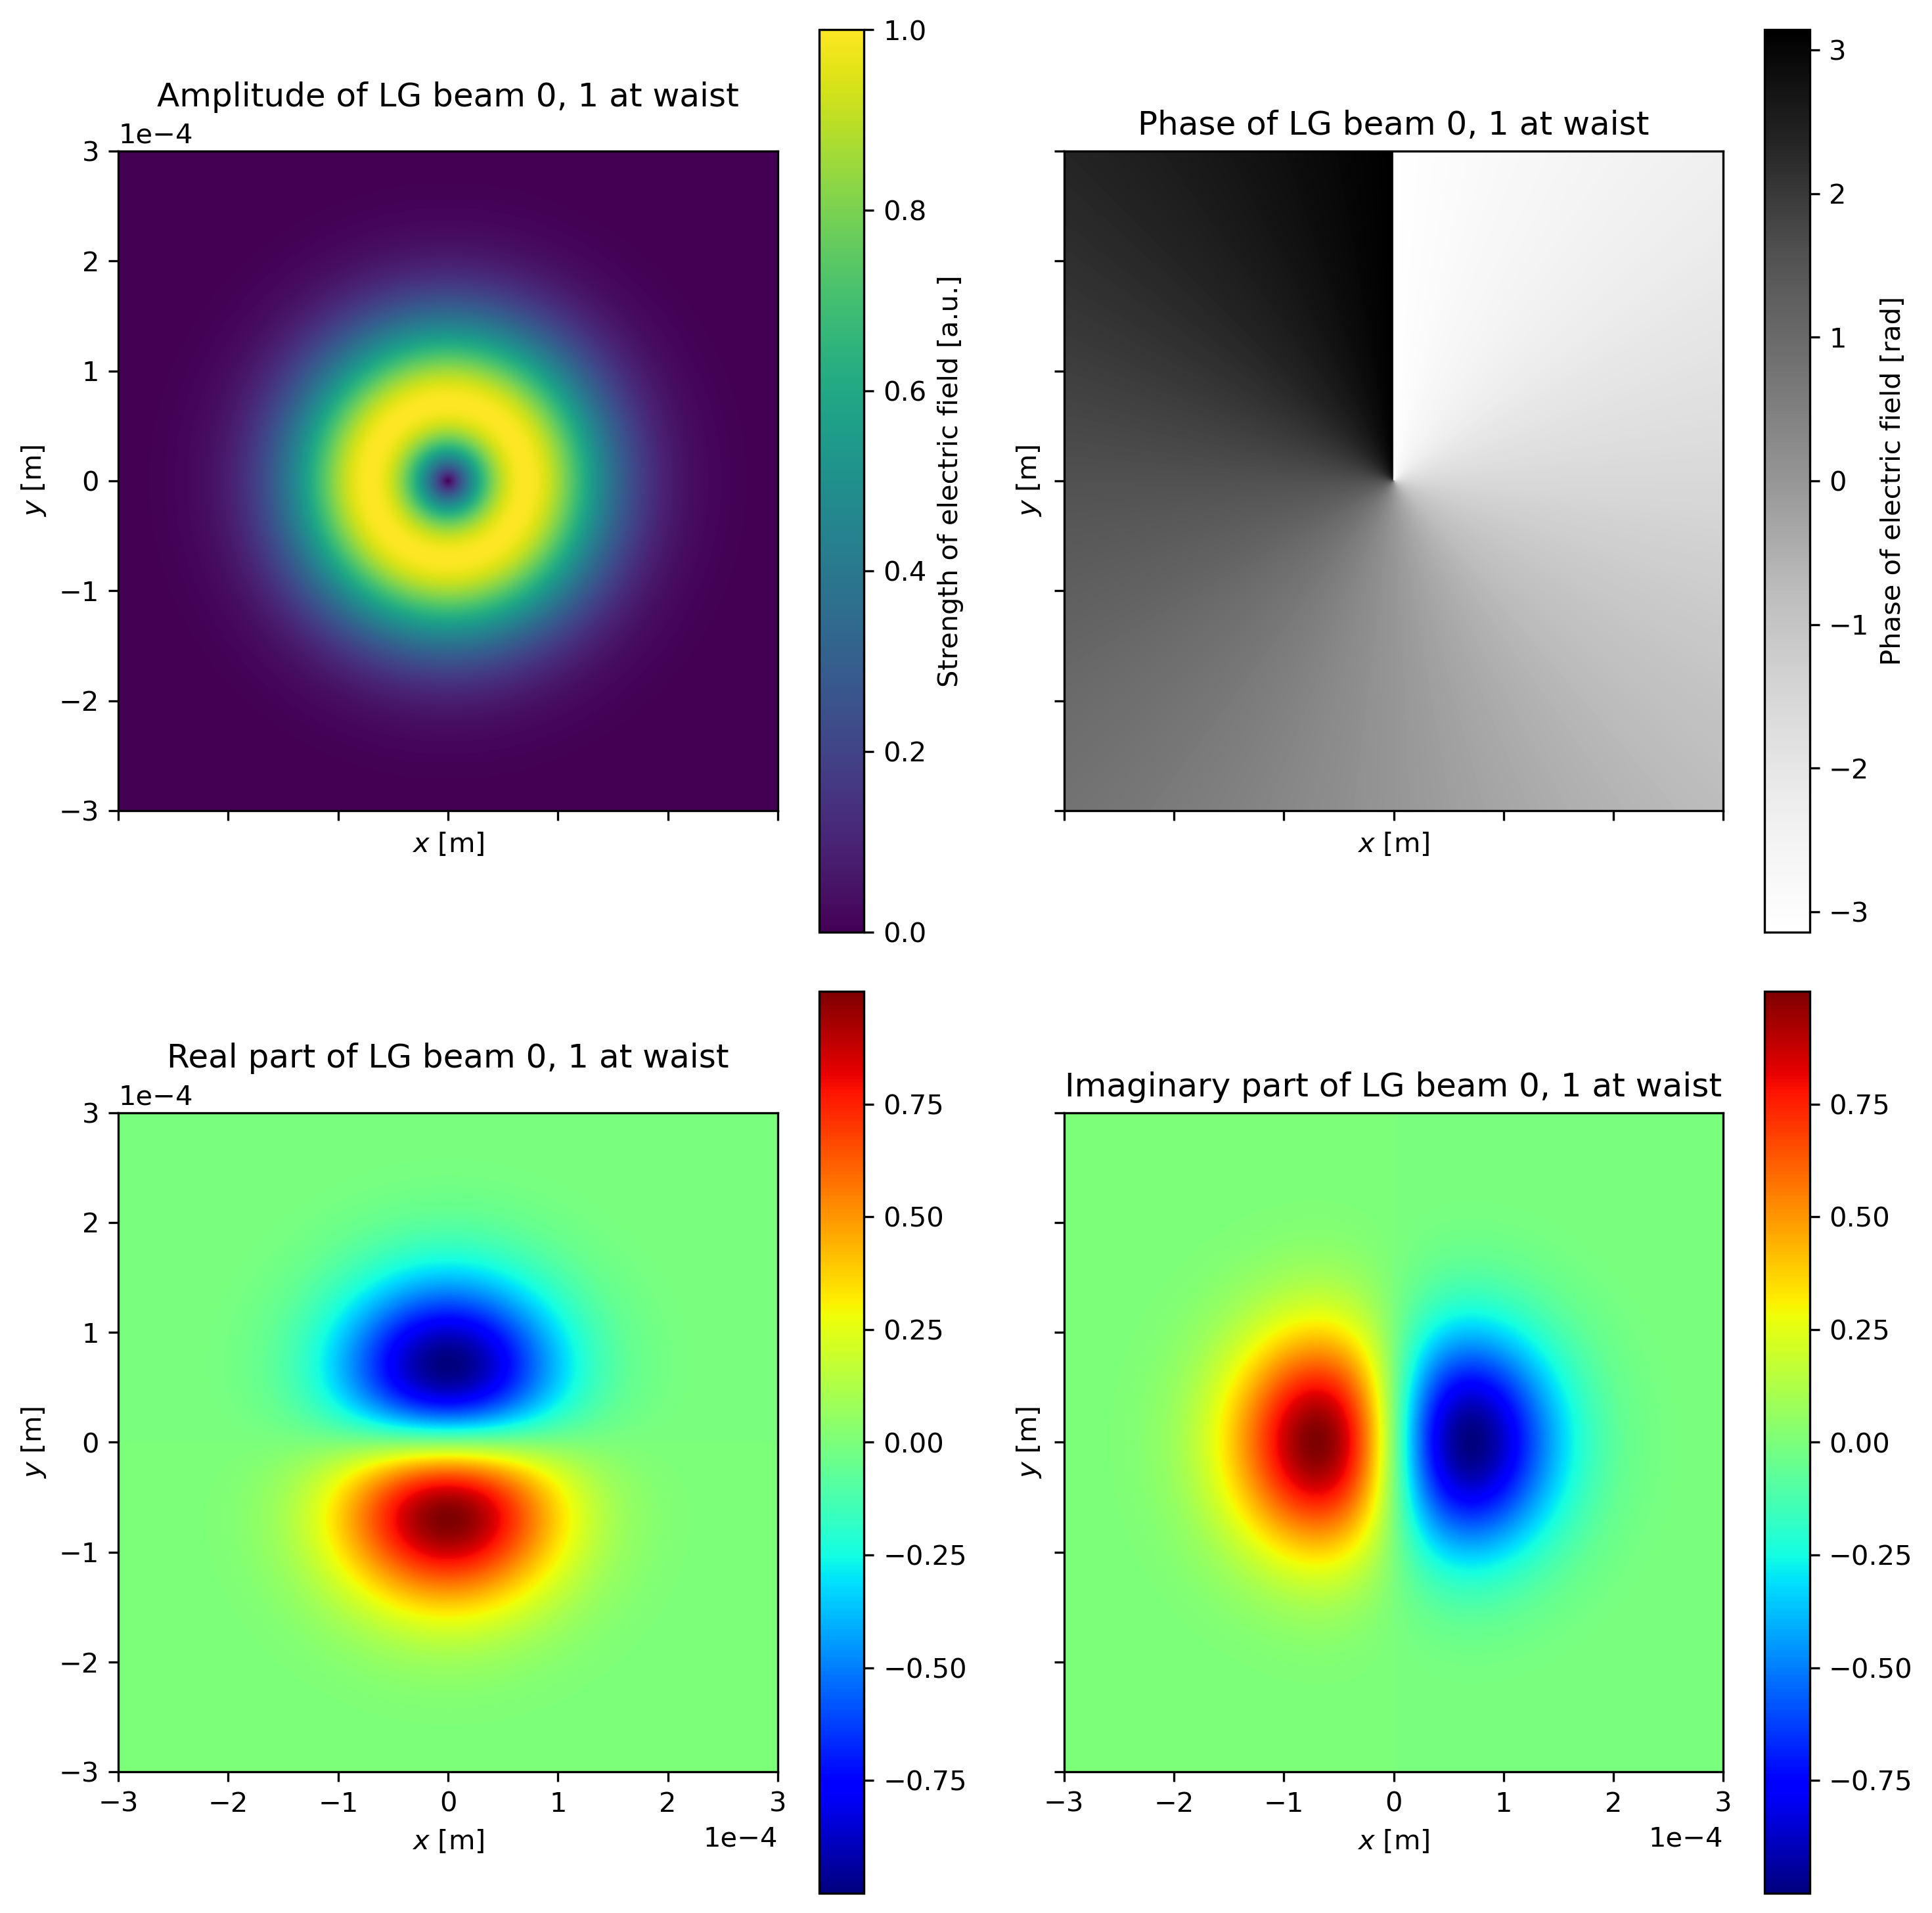 Amplitude of LG beam 0, 1 at waist
1e−4
3
2
1
0
−1
−2
−3
y [m]
x [m]
1.0
0.8
0.6
0.4
0.2
0.0
Strength of electric field [a.u.]
Phase of LG beam 0, 1 at waist
y [m]
x [m]
3
2
1
0
−1
−2
−3
Phase of electric field [rad]
Real part of LG beam 0, 1 at waist
1e−4
3
2
1
0
−1
−2
−3
y [m]
−3 −2 −1 0 1 2 3
x [m]
1e−4
0.75
0.50
0.25
0.00
−0.25
−0.50
−0.75
Imaginary part of LG beam 0, 1 at waist
y [m]
−3 −2 −1 0 1 2 3
x [m]
1e−4
0.75
0.50
0.25
0.00
−0.25
−0.50
−0.75